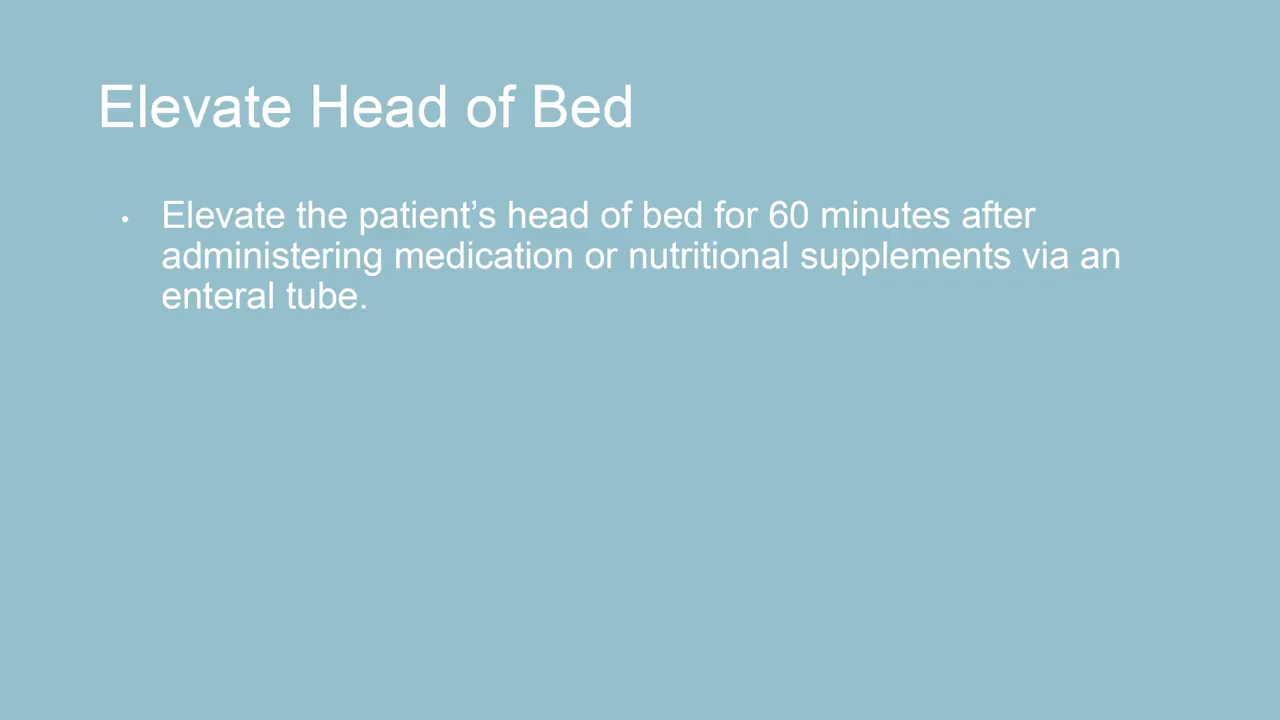 Elevate Head of Bed
• Elevate the patient’s head of bed for 60 minutes after
administering medication or nutritional supplements via an
enteral tube.